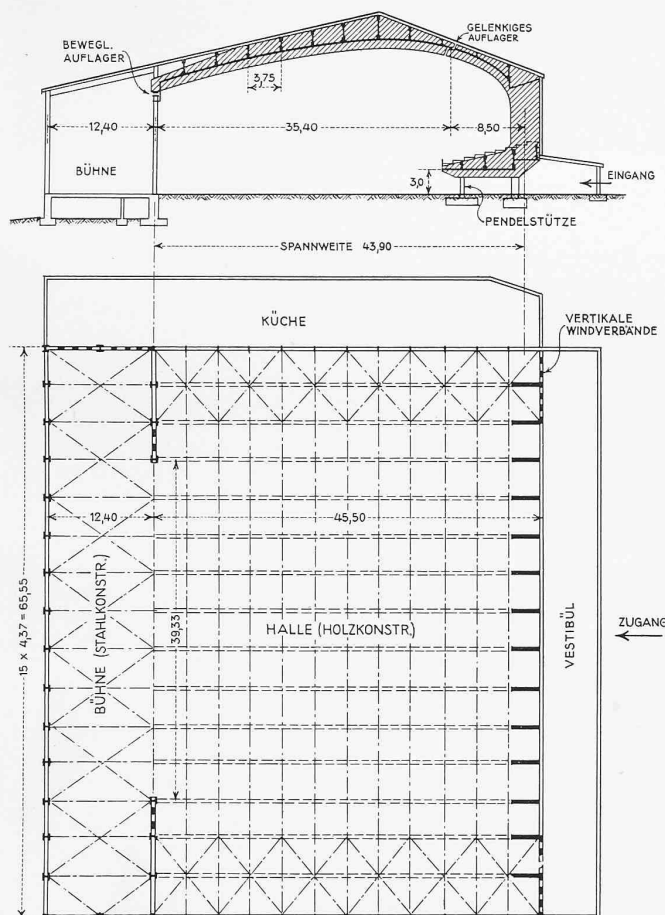 BEWEGL.
AUFLAGER
GELENKIGES
AUFLAGER
3,75
12,40
35,40
8,50
BÜHNE
3,0
EINGANG
PENDELSTÜTZE
SPANNWEITE 43,90
KÜCHE
VERTIKALE
WINDVERBÄNDE
12,40
45,50
15 x 4,37 = 65,55
BÜHNE (STAHLKONSTR.)
39,33
HALLE (HOLZKONSTR.)
VESTIBÜL
ZUGANG